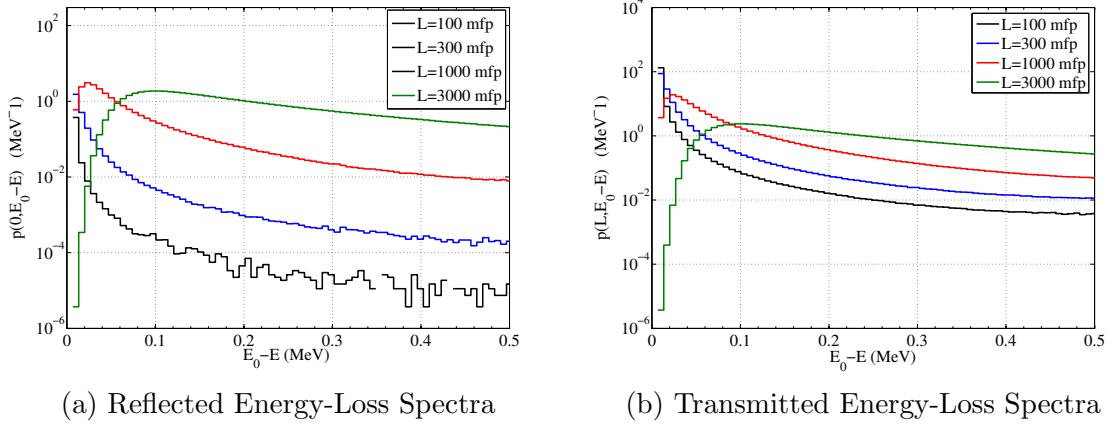 10^0
10^−2
10^−4
10^−6
0
0.1
0.2
0.3
0.4
0.5
p(0,E_0−E) (MeV^−1)
E_0−E (MeV)
L=100 mfp
L=300 mfp
L=1000 mfp
L=3000 mfp
(a) Reflected Energy-Loss Spectra
10^4
10^2
10^0
10^−2
10^−4
10^−6
0
0.1
0.2
0.3
0.4
0.5
p(L,E_0−E) (MeV^−1)
E_0−E (MeV)
L=100 mfp
L=300 mfp
L=1000 mfp
L=3000 mfp
(b) Transmitted Energy-Loss Spectra